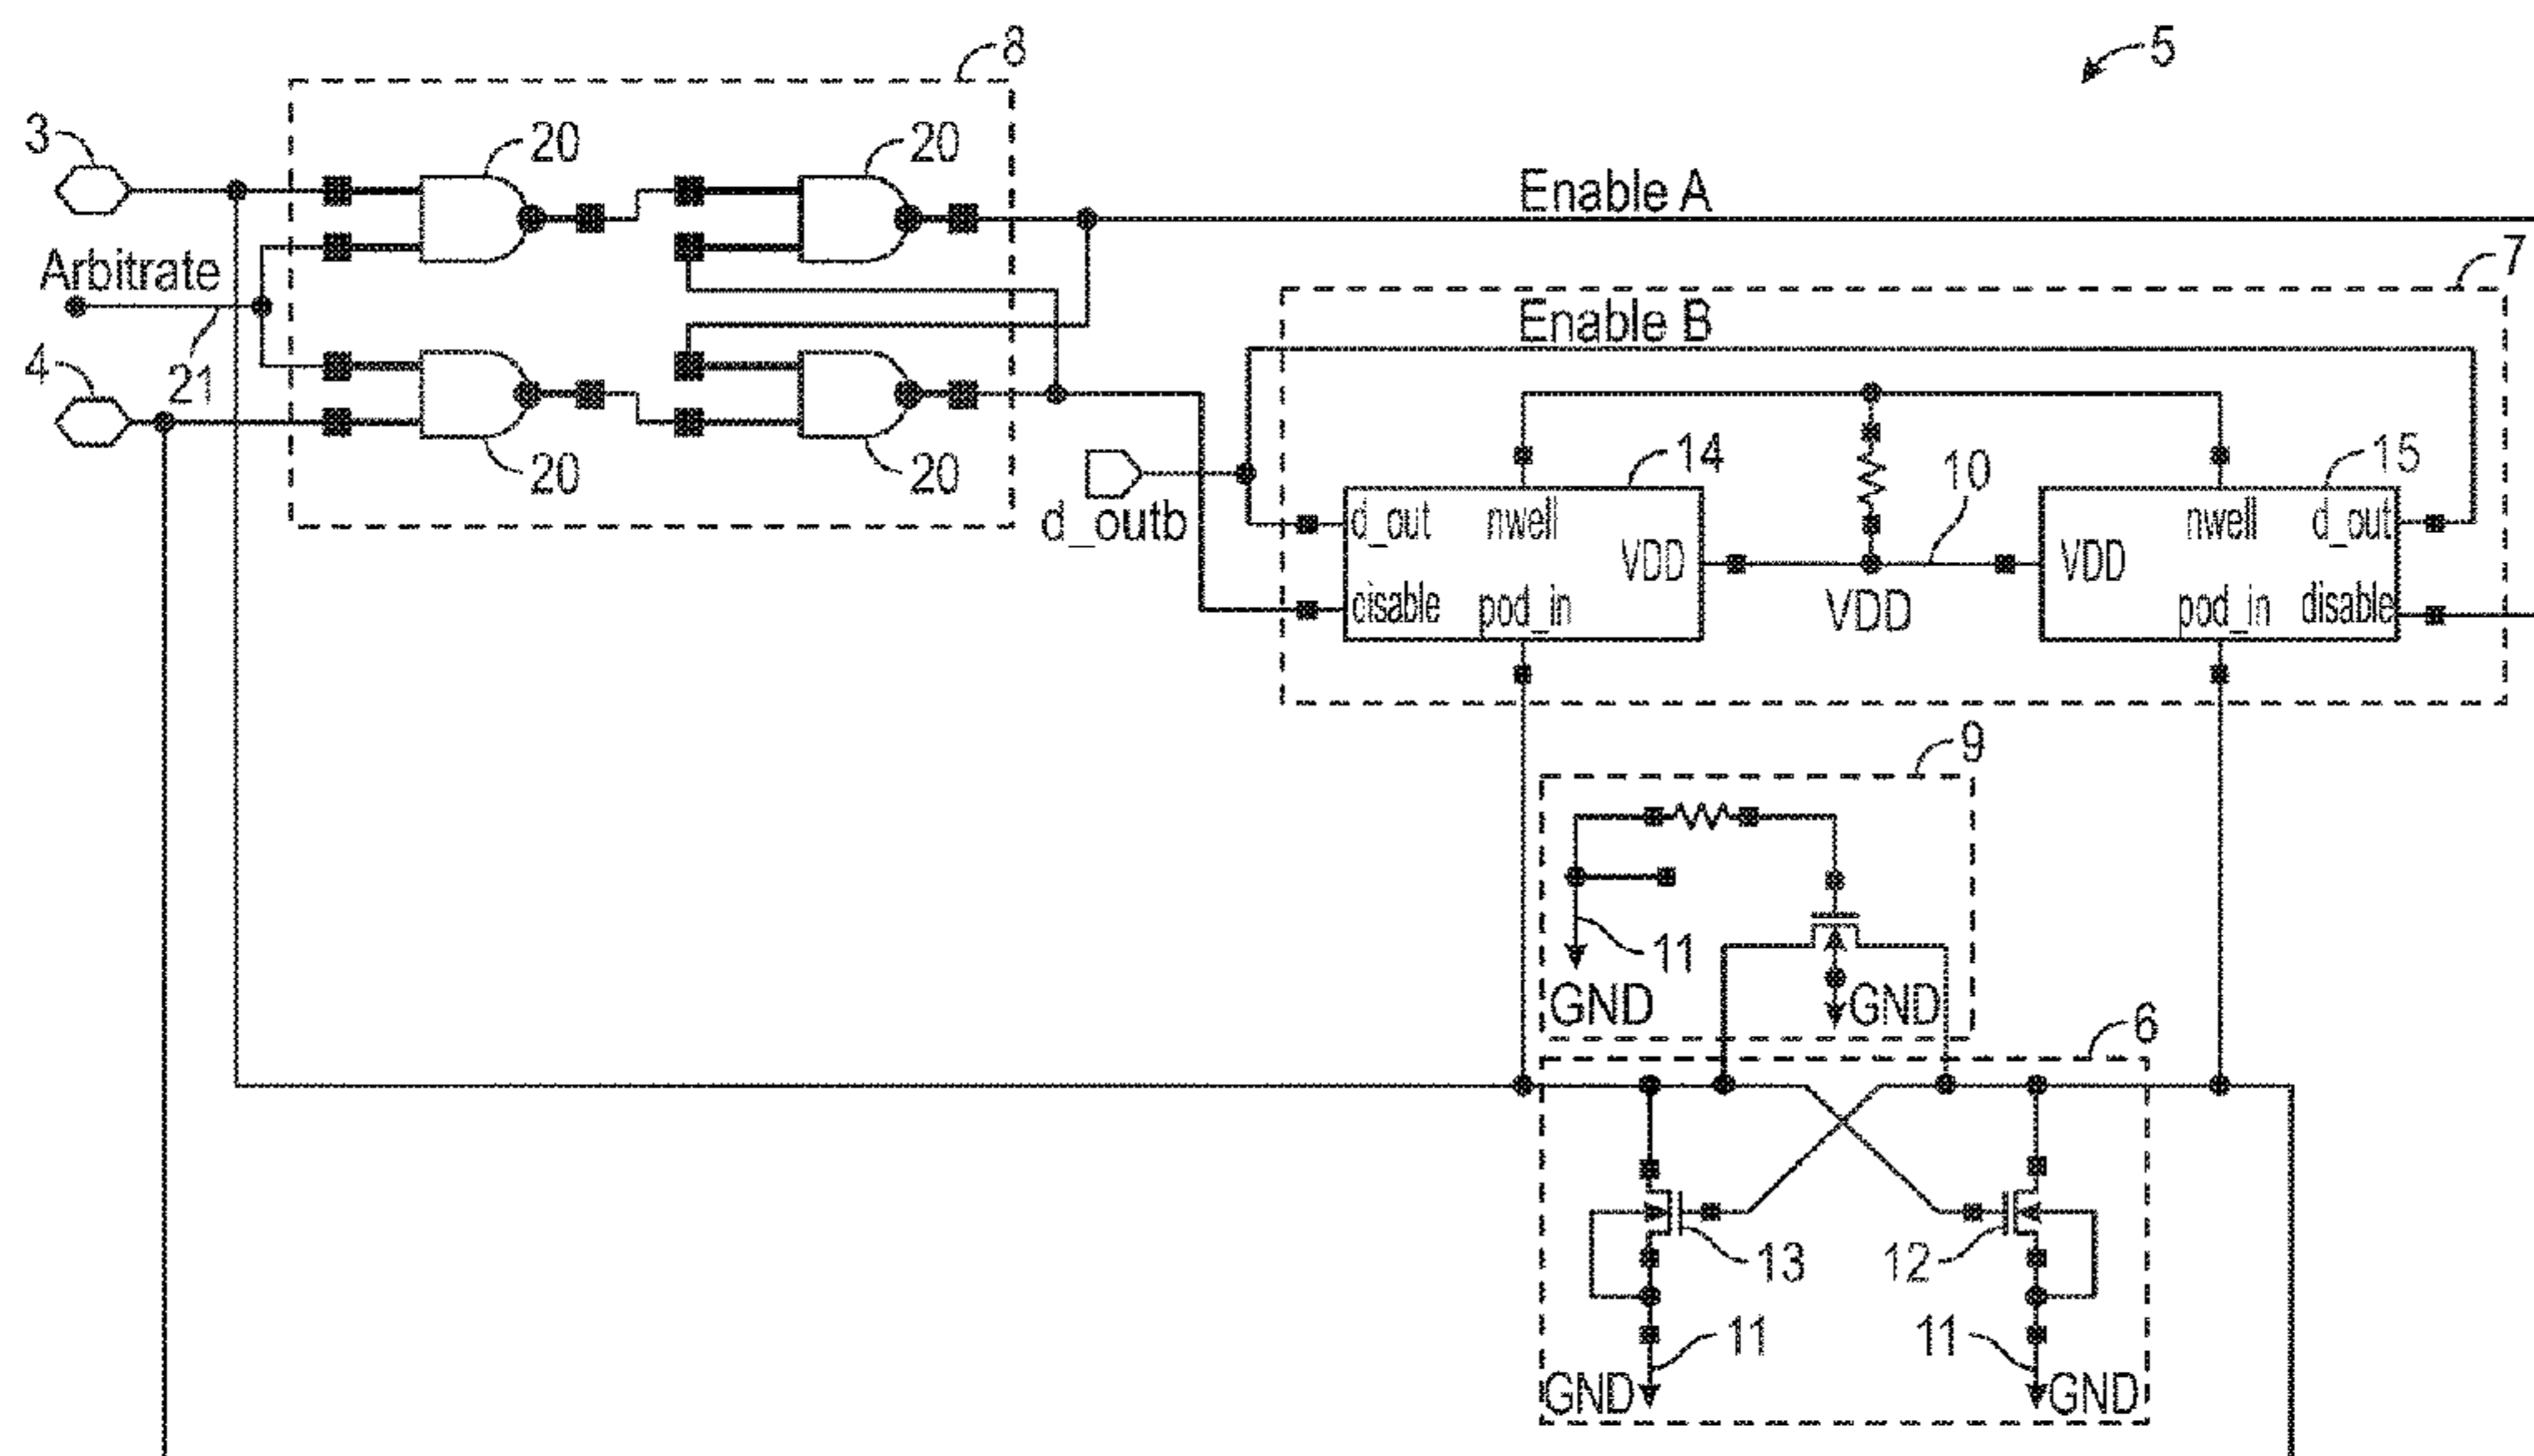 8
5
3
20
20
Enable A
7
Arbitrate
Enable B
4
21
20
20
14
10
15
d_outb
d_out
nwell
VDD
disable
pod_in
VDD
VDD
nwell
d_out
pod_in
disable
9
11
GND
GND
6
13
12
11
11
GND
GND